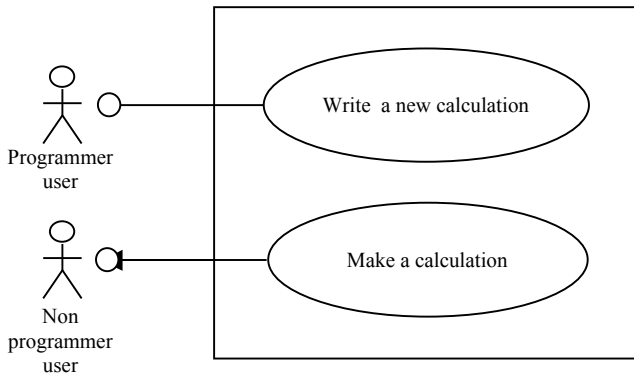 Write a new calculation
Programmer
user
Make a calculation
Non
programmer
user